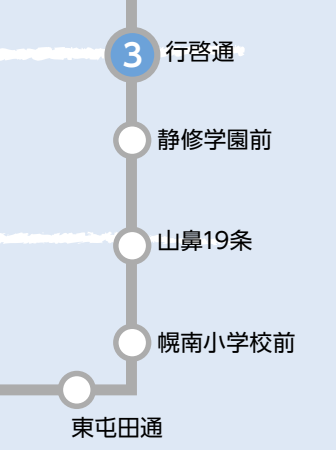 3 行啓通
静修学園前
山鼻19条
幌南小学校前
東屯田通